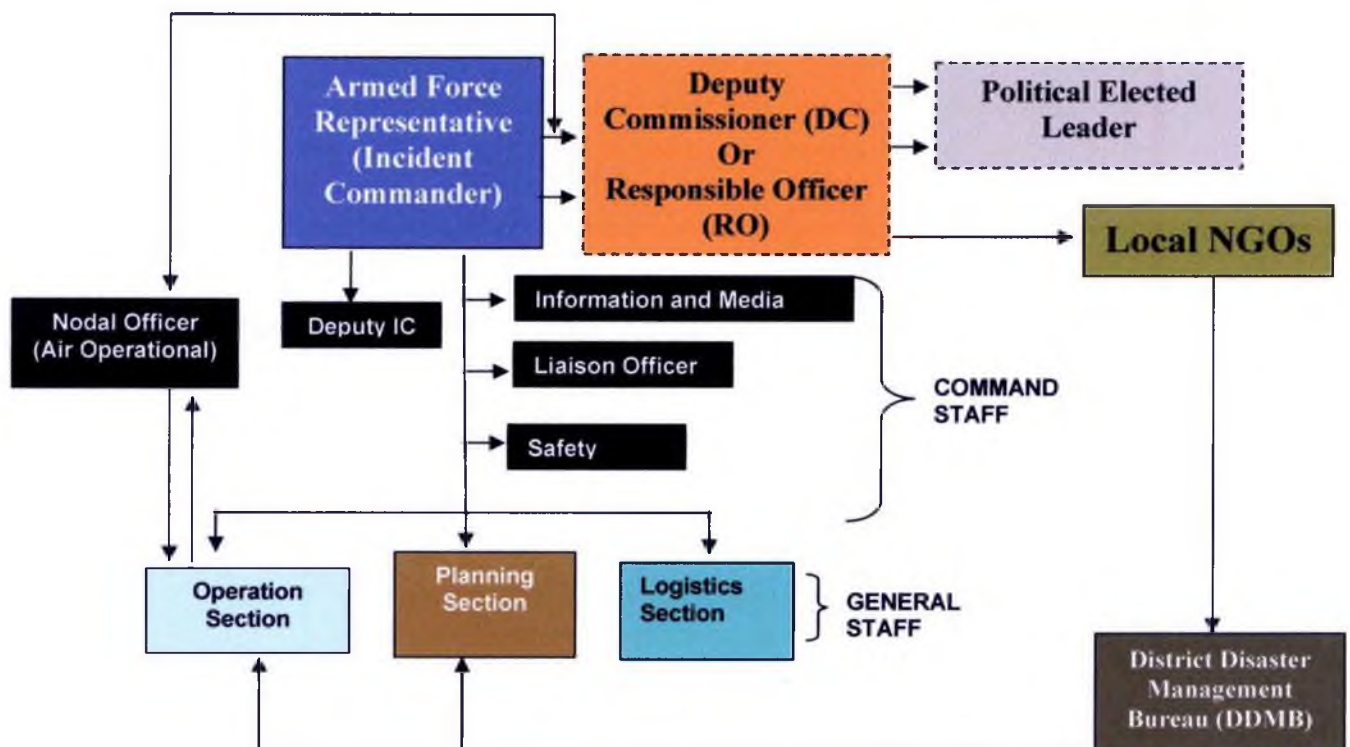 Armed Force
Representative
(Incident
Commander)
Deputy
Commissioner (DC)
Or
Responsible Officer
(RO)
Political Elected
Leader
Local NGOs
Nodal Officer
(Air Operational)
Deputy IC
Information and Media
Liaison Officer
Safety
COMMAND
STAFF
Operation
Section
Planning
Section
Logistics
Section
GENERAL
STAFF
District Disaster
Management
Bureau (DDMB)